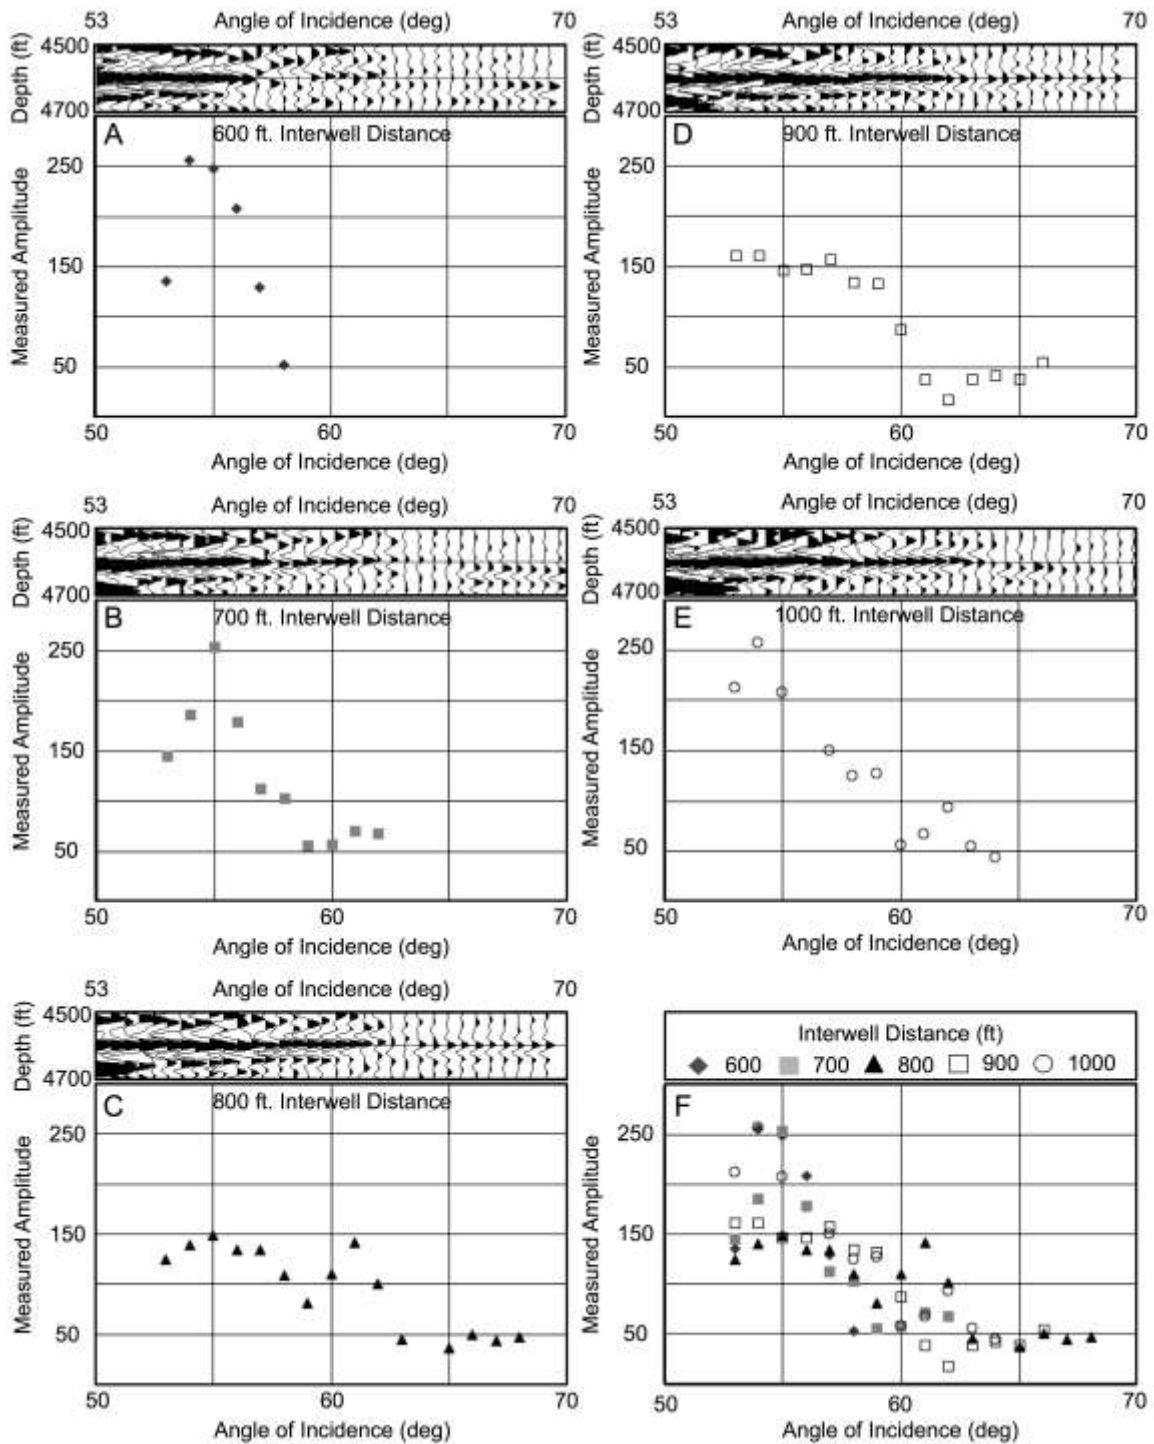 53 Angle of Incidence (deg) 70
Depth (ft)
4500
4700
A 600 ft. Interwell Distance
Measured Amplitude
250
150
50
50 60 70
Angle of Incidence (deg)
53 Angle of Incidence (deg) 70
Depth (ft)
4500
4700
D 900 ft. Interwell Distance
Measured Amplitude
250
150
50
50 60 70
Angle of Incidence (deg)
53 Angle of Incidence (deg) 70
Depth (ft)
4500
4700
B 700 ft. Interwell Distance
Measured Amplitude
250
150
50
50 60 70
Angle of Incidence (deg)
53 Angle of Incidence (deg) 70
Depth (ft)
4500
4700
E 1000 ft. Interwell Distance
Measured Amplitude
250
150
50
50 60 70
Angle of Incidence (deg)
53 Angle of Incidence (deg) 70
Depth (ft)
4500
4700
C 800 ft. Interwell Distance
Measured Amplitude
250
150
50
50 60 70
Angle of Incidence (deg)
Interwell Distance (ft)
600 700 800 900 1000
F
Measured Amplitude
250
150
50
50 60 70
Angle of Incidence (deg)